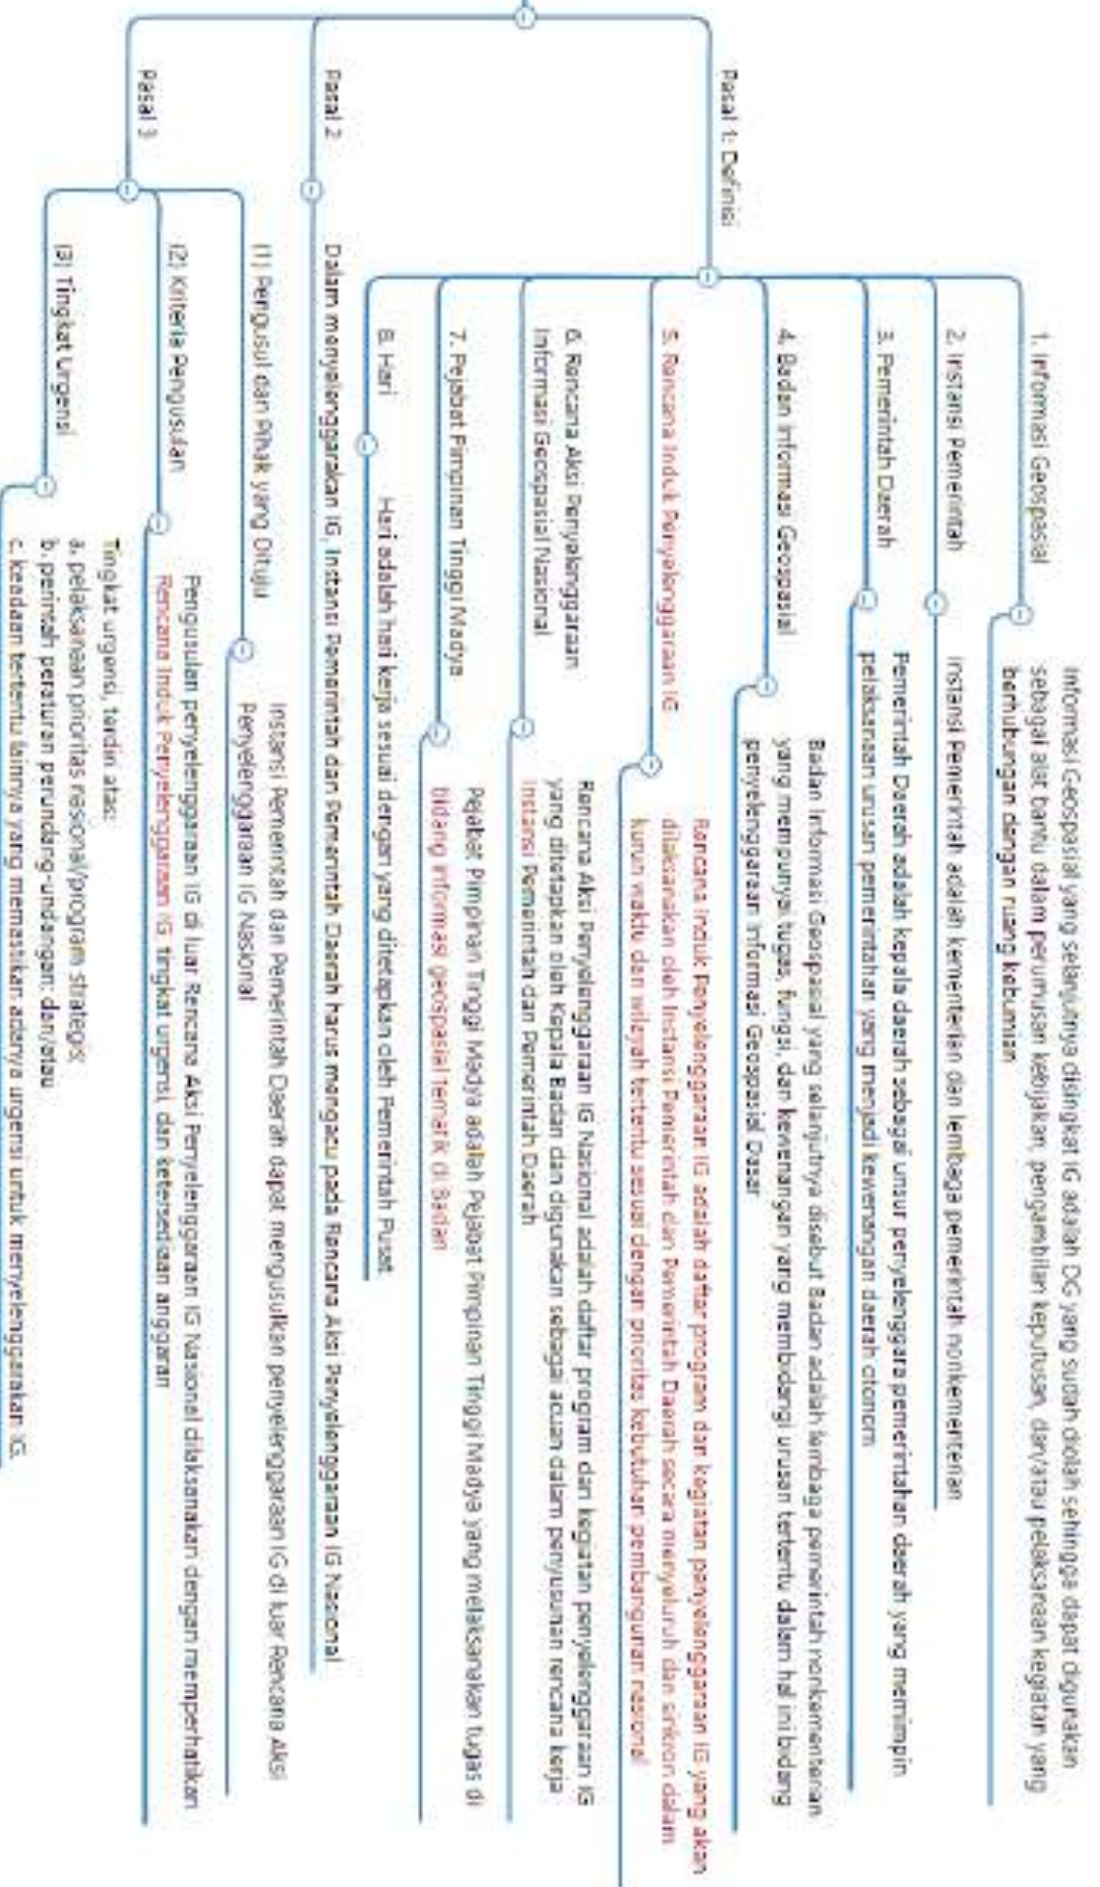 Pasal 1: Definisi
1. Informasi Geospasial
Informasi Geospasial yang selanjutnya disingkat IG adalah DG yang sudah diolah sehingga dapat digunakan
sebagai alat bantu dalam perumusan kebijakan, pengambilan keputusan, dan/atau pelaksanaan kegiatan yang
berhubungan dengan ruang kebumian
2. Instansi Pemerintah
Instansi Pemerintah adalah kementerian dan lembaga pemerintah nonkementerian
3. Pemerintah Daerah
Pemerintah Daerah adalah kepala daerah sebagai unsur penyelenggara pemerintahan daerah yang memimpin
pelaksanaan urusan pemerintahan yang menjadi kewenangan daerah otonom
4. Badan Informasi Geospasial
Badan Informasi Geospasial yang selanjutnya disebut Badan adalah lembaga pemerintah nonkementerian
yang mempunyai tugas, fungsi, dan kewenangan yang membidangi urusan tertentu dalam hal ini bidang
penyelenggaraan Informasi Geospasial Dasar
5. Rencana Induk Penyelenggaraan IG
Rencana Induk Penyelenggaraan IG adalah daftar program dan kegiatan penyelenggaraan IG yang akan
dilaksanakan oleh Instansi Pemerintah dan Pemerintah Daerah secara menyeluruh dan sinkron dalam
kurun waktu dan wilayah tertentu sesuai dengan prioritas kebutuhan pembangunan nasional
6. Rencana Aksi Penyelenggaraan
Informasi Geospasial Nasional
Rencana Aksi Penyelenggaraan IG Nasional adalah daftar program dan kegiatan penyelenggaraan IG
yang ditetapkan oleh Kepala Badan dan digunakan sebagai acuan dalam penyusunan rencana kerja
Instansi Pemerintah dan Pemerintah Daerah
7. Pejabat Pimpinan Tinggi Madya
Pejabat Pimpinan Tinggi Madya adalah Pejabat Pimpinan Tinggi Madya yang melaksanakan tugas di
bidang informasi geospasial tematik di Badan
8. Hari
Hari adalah hari kerja sesuai dengan yang ditetapkan oleh Pemerintah Pusat
Pasal 2
Dalam menyelenggarakan IG, Instansi Pemerintah dan Pemerintah Daerah harus mengacu pada Rencana Aksi Penyelenggaraan IG Nasional
Pasal 3
(1) Pengusul dan Pihak yang Dituju
Instansi Pemerintah dan Pemerintah Daerah dapat mengusulkan penyelenggaraan IG di luar Rencana Aksi
Penyelenggaraan IG Nasional
(2) Kriteria Pengusulan
Pengusulan penyelenggaraan IG di luar Rencana Aksi Penyelenggaraan IG Nasional dilaksanakan dengan memperhatikan
Rencana Induk Penyelenggaraan IG, tingkat urgensi, dan ketersediaan anggaran
(3) Tingkat Urgensi
Tingkat urgensi, terdiri atas:
a. pelaksanaan prioritas nasional/program strategis;
b. perintah peraturan perundang-undangan; dan/atau
c. keadaan tertentu lainnya yang memastikan adanya urgensi untuk menyelenggarakan IG.